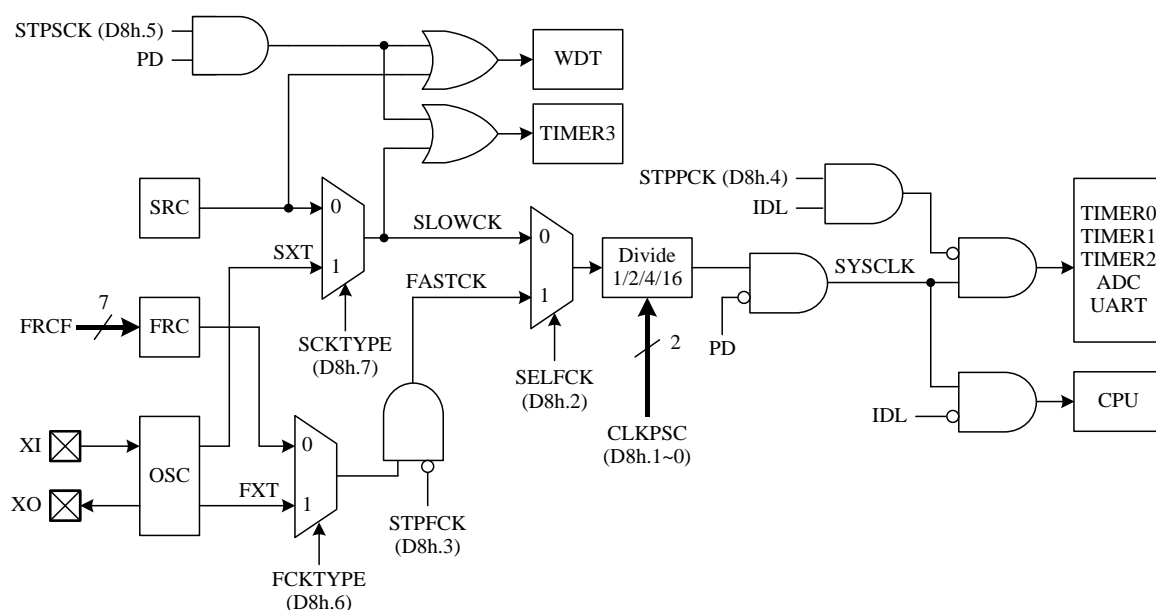 STPSCK (D8h.5)
PD
WDT
TIMER3
STPPCK (D8h.4)
IDL
SRC
0
1
SLOWCK
SXT
0
1
FASTCK
Divide
1/2/4/16
SYSCLK
TIMER0
TIMER1
TIMER2
ADC
UART
7
FRCF
FRC
SCKTYPE
(D8h.7)
2
PD
SELFCK
(D8h.2)
CLKPSC
(D8h.1~0)
IDL
CPU
XI
XO
OSC
0
1
FXT
STPFCK
(D8h.3)
FCKTYPE
(D8h.6)